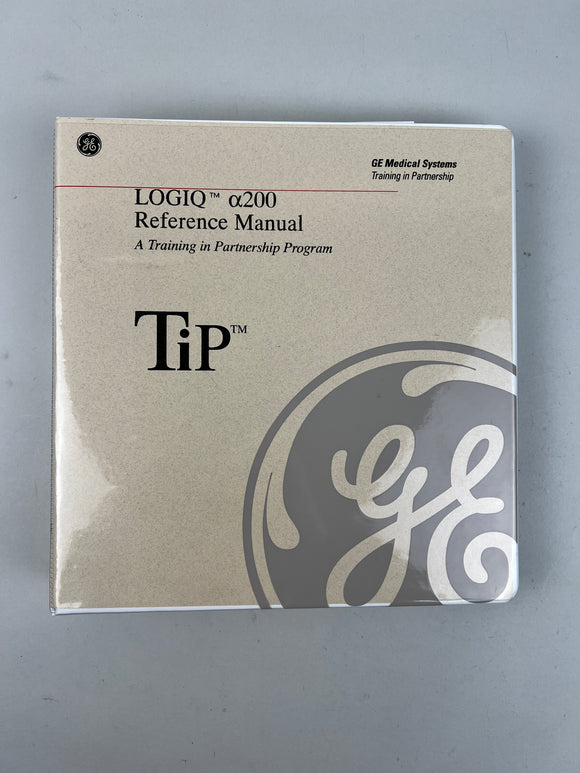 GE
GE Medical Systems
Training in Partnership
LOGIQ™ α200
Reference Manual
A Training in Partnership Program
TiP™
GE